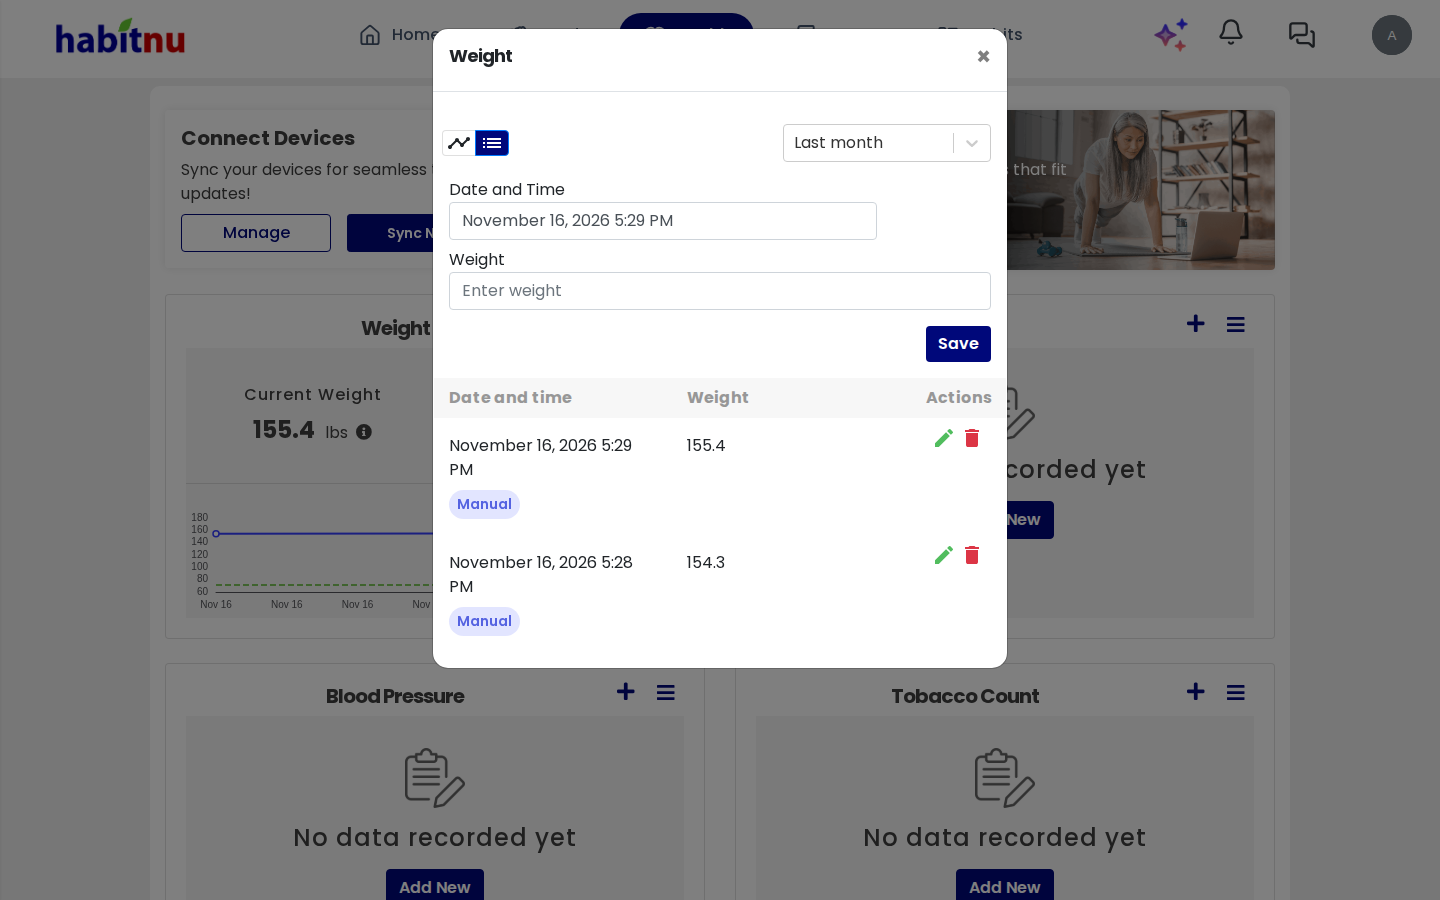 habitnu
Home
its
A
Weight
×
Connect Devices
Sync your devices for seamless
updates!
Manage
Sync N
that fit
Last month
Date and Time
November 16, 2026 5:29 PM
Weight
Enter weight
Save
Date and time Weight Actions
November 16, 2026 5:29
PM
155.4
Manual
November 16, 2026 5:28
PM
154.3
Manual
Weight
Current Weight
155.4 lbs
180
160
140
120
100
80
60
Nov 16 Nov 16 Nov 16 Nov
corded yet
New
Blood Pressure
No data recorded yet
Add New
Tobacco Count
No data recorded yet
Add New